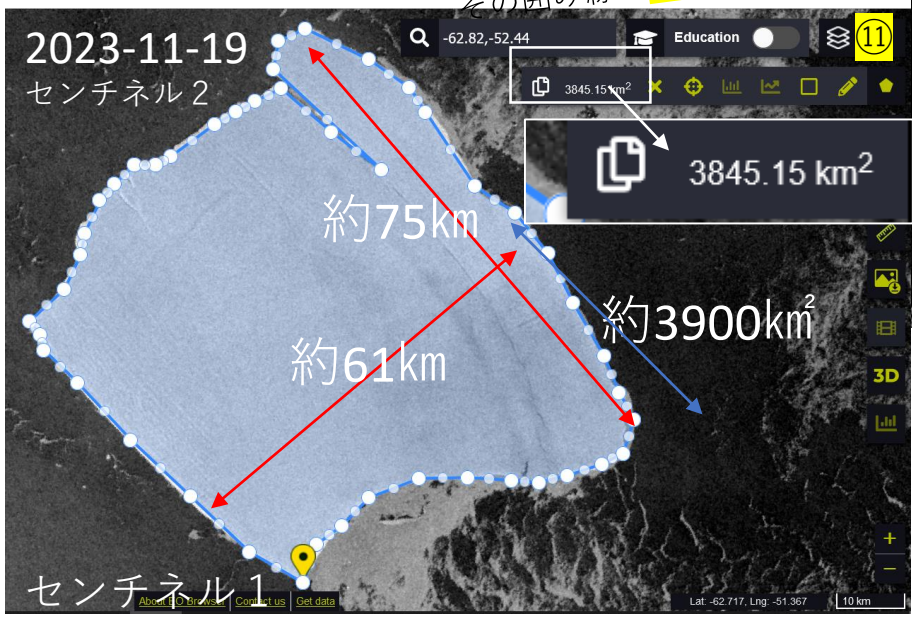 2023-11-19
センチネル２
-62.82,-52.44
Education
⑪
3845.15 km²
3845.15 km²
約75㎞
約3900㎢
約61㎞
3D
センチネル１
About EO Browser Contact us Get data
Lat: -62.717, Lng: -51.367
10 km